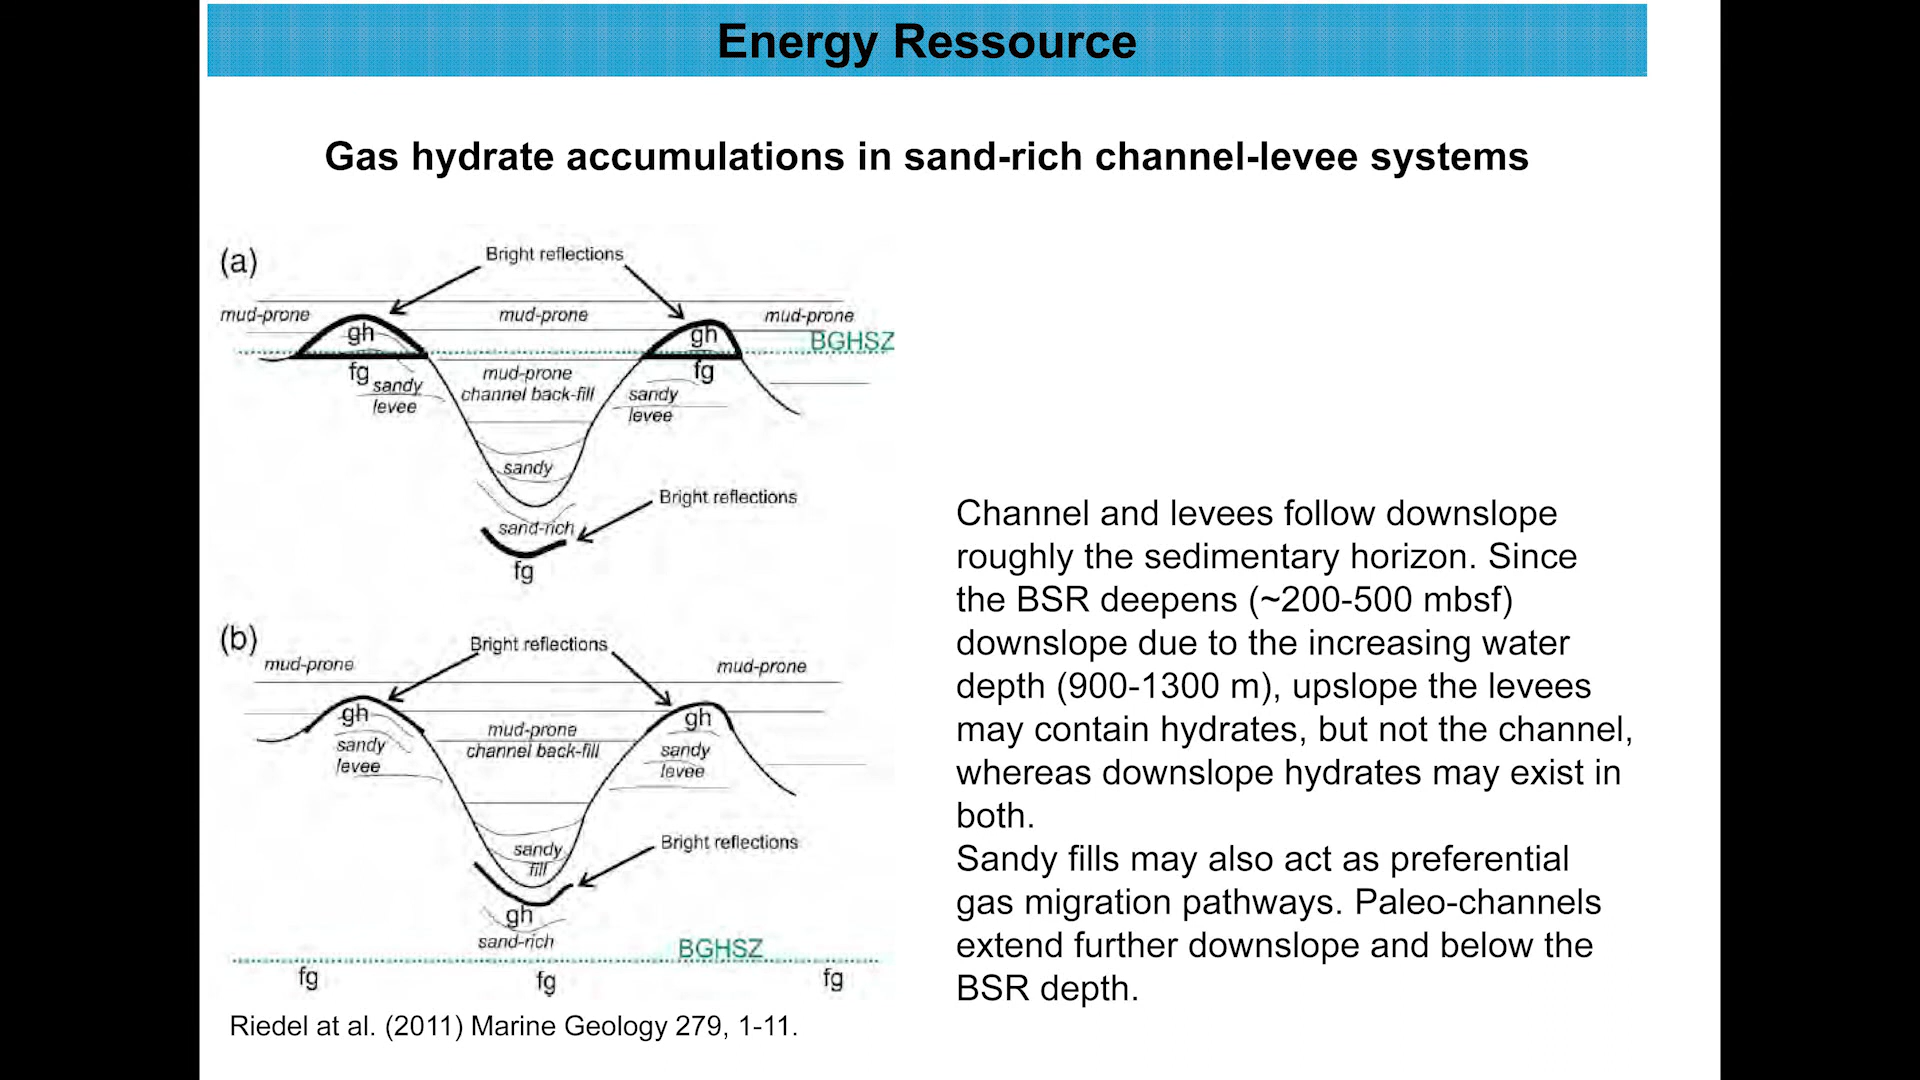 Energy Ressource
Gas hydrate accumulations in sand-rich channel-levee systems
(a)
Bright reflections
mud-prone
mud-prone
mud-prone
gh
gh
BGHSZ
fg
fg
sandy
levee
mud-prone
channel back-fill
sandy
levee
sandy
Bright reflections
sand-rich
fg
(b)
Bright reflections
mud-prone
mud-prone
gh
gh
mud-prone
channel back-fill
sandy
levee
sandy
levee
sandy
fill
Bright reflections
gh
sand-rich
BGHSZ
fg
fg
fg
Riedel at al. (2011) Marine Geology 279, 1-11.
Channel and levees follow downslope
roughly the sedimentary horizon. Since
the BSR deepens (~200-500 mbsf)
downslope due to the increasing water
depth (900-1300 m), upslope the levees
may contain hydrates, but not the channel,
whereas downslope hydrates may exist in
both.
Sandy fills may also act as preferential
gas migration pathways. Paleo-channels
extend further downslope and below the
BSR depth.